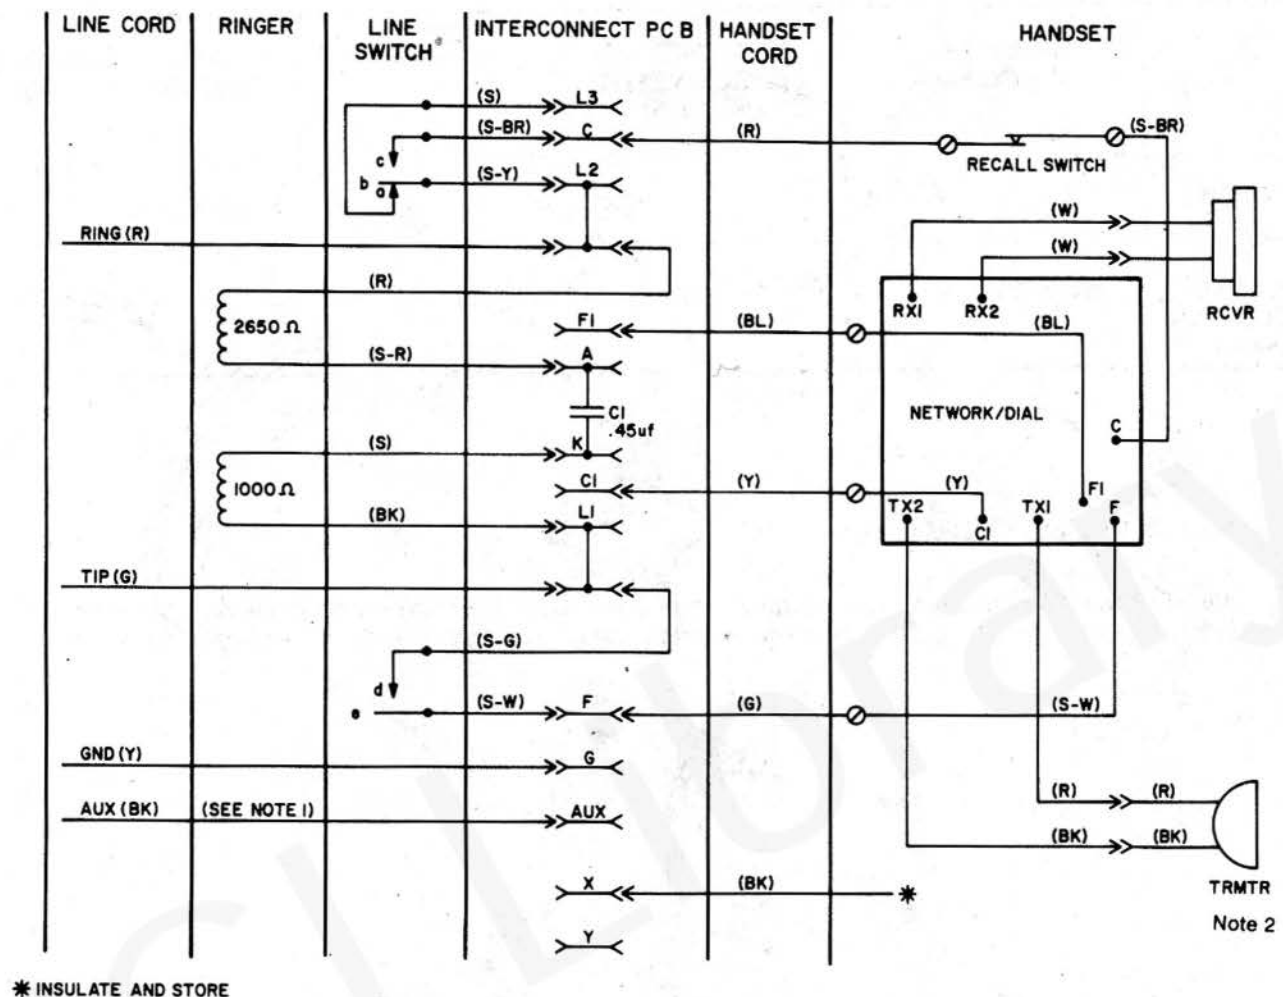 LINE CORD
RINGER
LINE SWITCH
INTERCONNECT PC B
HANDSET CORD
HANDSET
(S)
L3
(S-BR)
C
(R)
(S-BR)
RECALL SWITCH
c
b
a
(S-Y)
L2
(W)
RING (R)
(W)
(R)
RX1
RX2
RCVR
2650 Ω
F1
(BL)
(BL)
(S-R)
A
C1
.45uf
NETWORK/DIAL
C
(S)
K
1000 Ω
C1
(Y)
(Y)
F1
(BK)
L1
TX2
C1
TX1
F
TIP (G)
(S-G)
d
e
(S-W)
F
(G)
(S-W)
GND (Y)
G
AUX (BK)
(SEE NOTE 1)
AUX
(R)
(R)
(BK)
(BK)
X
(BK)
*
TRMTR
Note 2
Y
* INSULATE AND STORE
CI Library